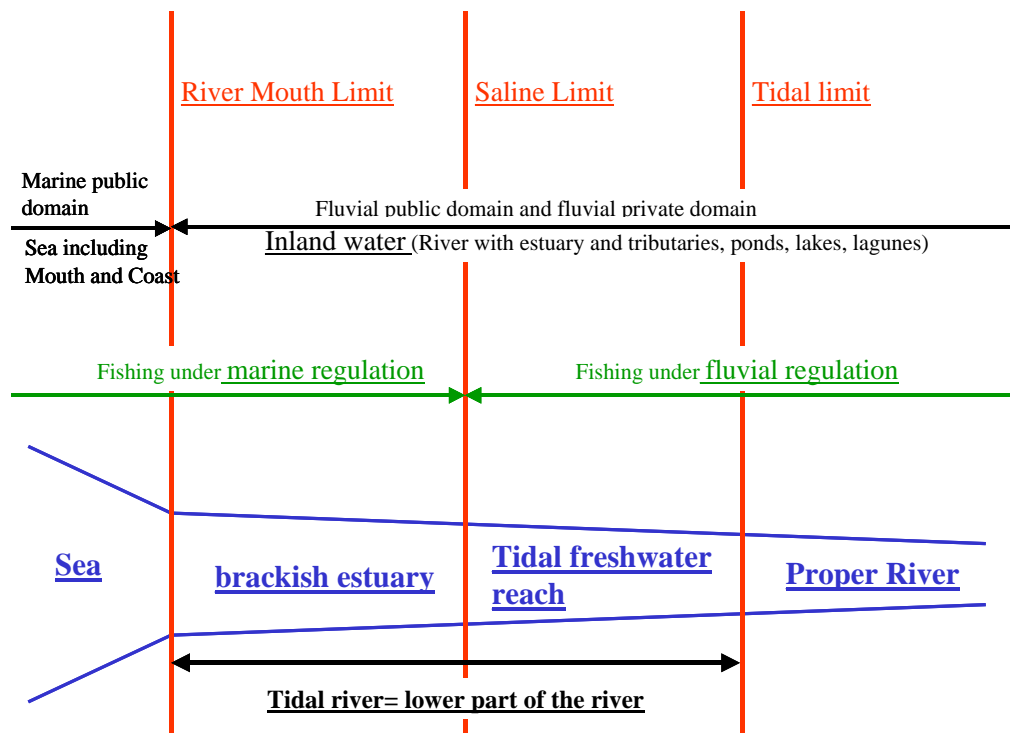 River Mouth Limit
Saline Limit
Tidal limit
Marine public
domain
Fluvial public domain and fluvial private domain
Sea including
Mouth and Coast
Inland water (River with estuary and tributaries, ponds, lakes, lagunes)
Fishing under marine regulation
Fishing under fluvial regulation
Sea
brackish estuary
Tidal freshwater
reach
Proper River
Tidal river= lower part of the river